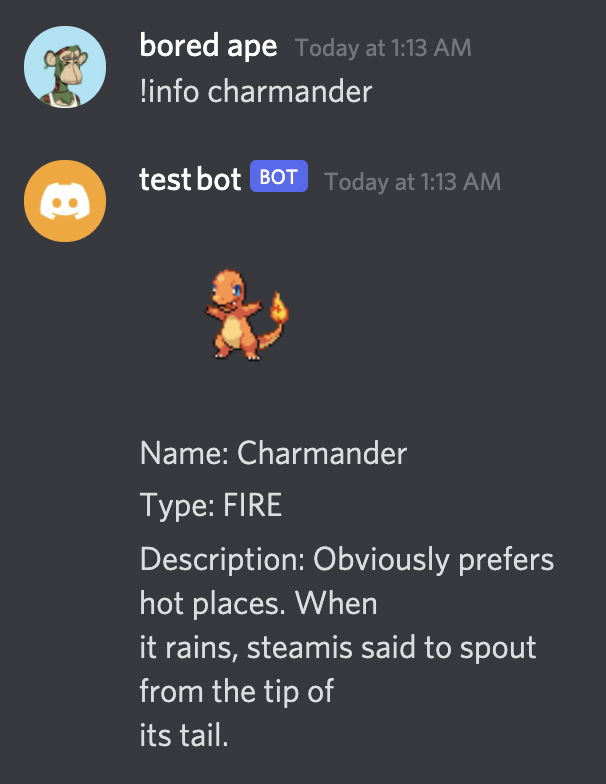 bored ape Today at 1:13 AM
!info charmander
test bot BOT Today at 1:13 AM
Name: Charmander
Type: FIRE
Description: Obviously prefers
hot places. When
it rains, steamis said to spout
from the tip of
its tail.